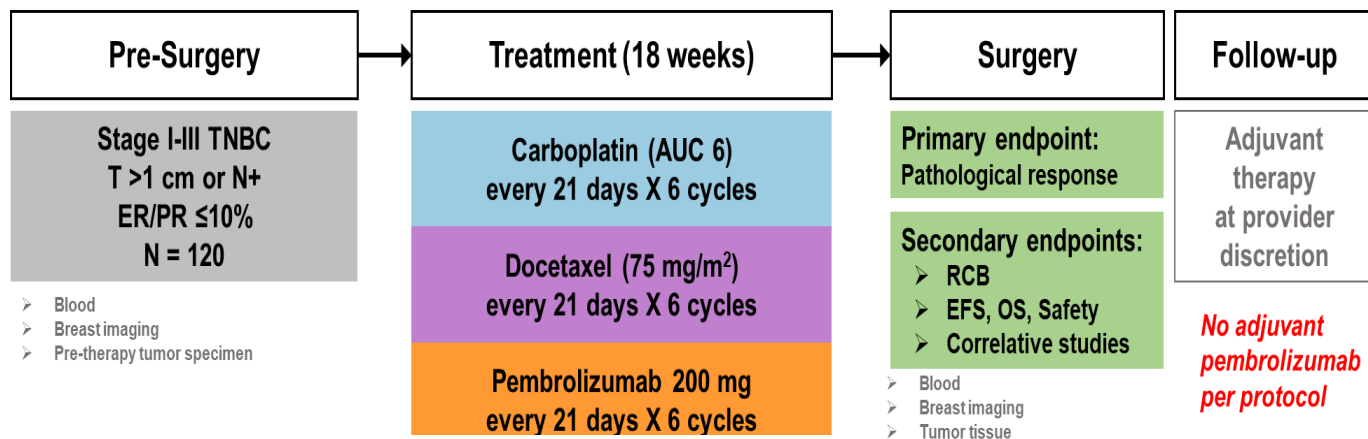 Pre-Surgery
Treatment (18 weeks)
Surgery
Follow-up
Stage I-III TNBC
T >1 cm or N+
ER/PR ≤10%
N = 120
➢ Blood
➢ Breast imaging
➢ Pre-therapy tumor specimen
Carboplatin (AUC 6)
every 21 days X 6 cycles
Docetaxel (75 mg/m²)
every 21 days X 6 cycles
Pembrolizumab 200 mg
every 21 days X 6 cycles
Primary endpoint:
Pathological response
Secondary endpoints:
➢ RCB
➢ EFS, OS, Safety
➢ Correlative studies
➢ Blood
➢ Breast imaging
➢ Tumor tissue
Adjuvant
therapy
at provider
discretion
No adjuvant
pembrolizumab
per protocol